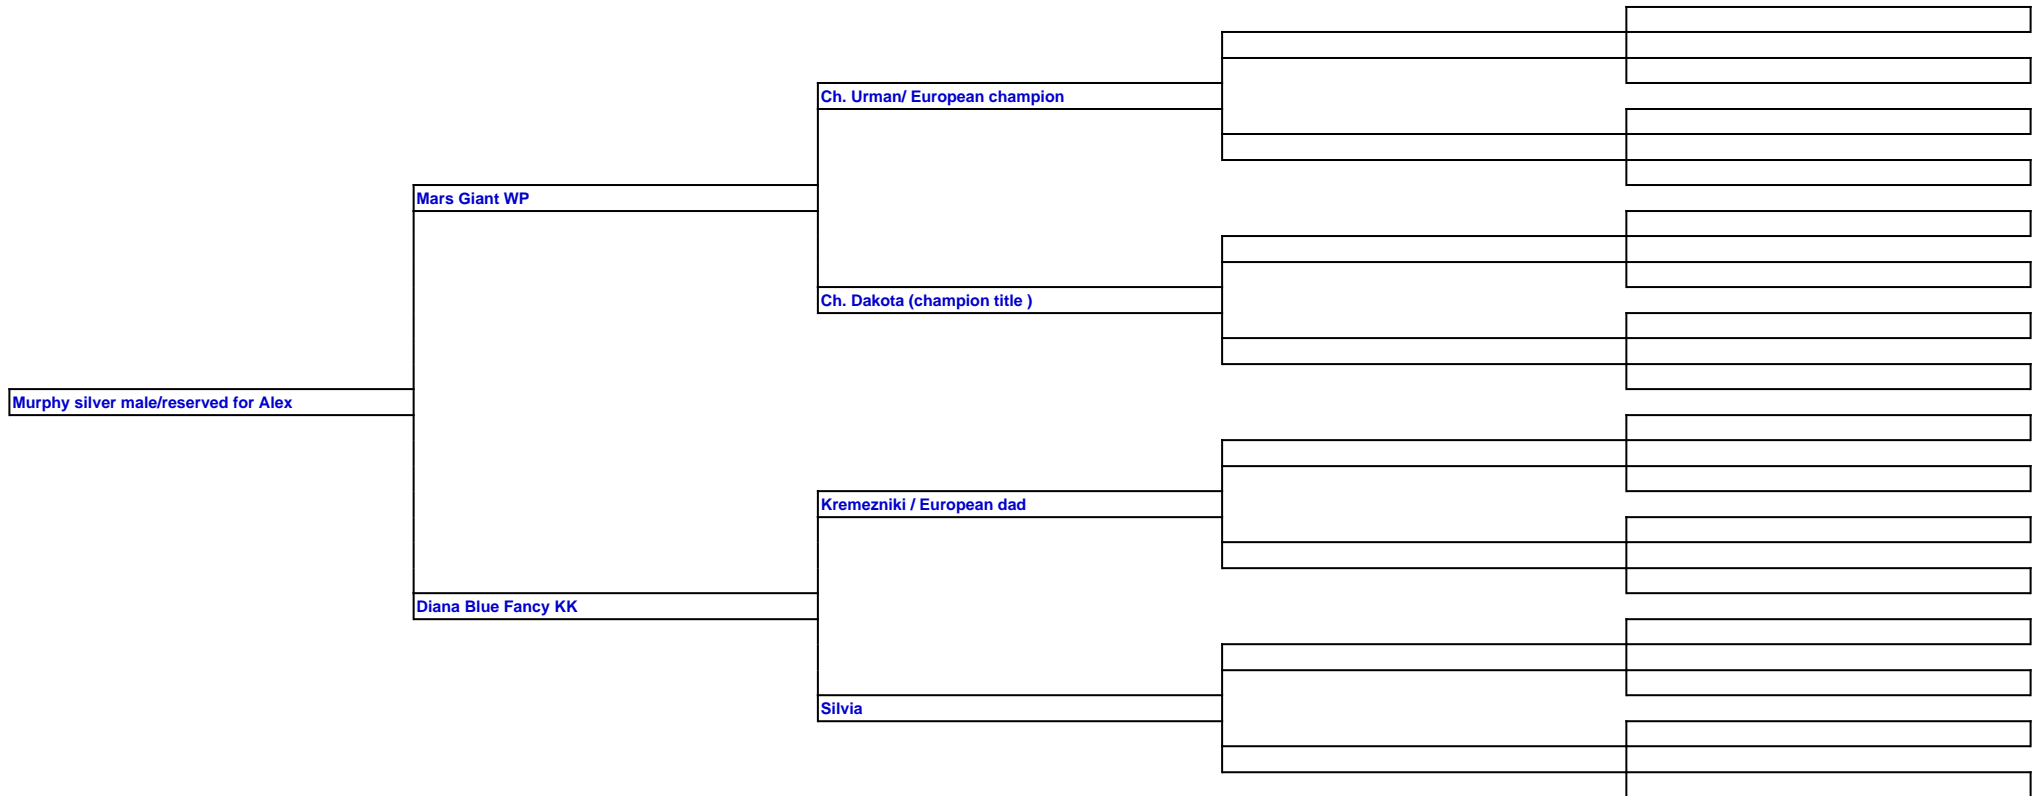 Ch. Urman/ European champion
Mars Giant WP
Ch. Dakota (champion title )
Murphy silver male/reserved for Alex
Kremezniki / European dad
Diana Blue Fancy KK
Silvia